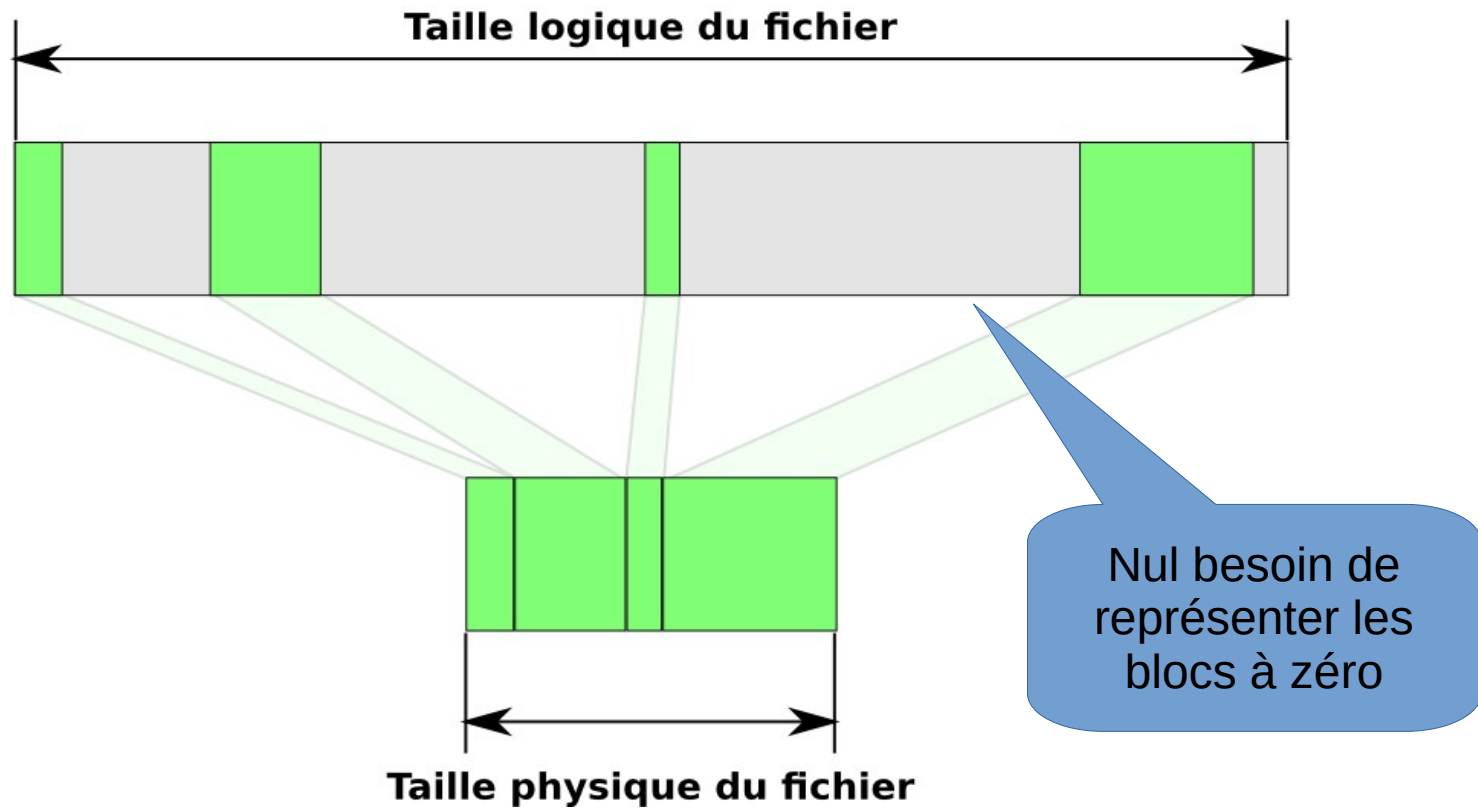 Taille logique du fichier
Nul besoin de
représenter les
blocs à zéro
Taille physique du fichier